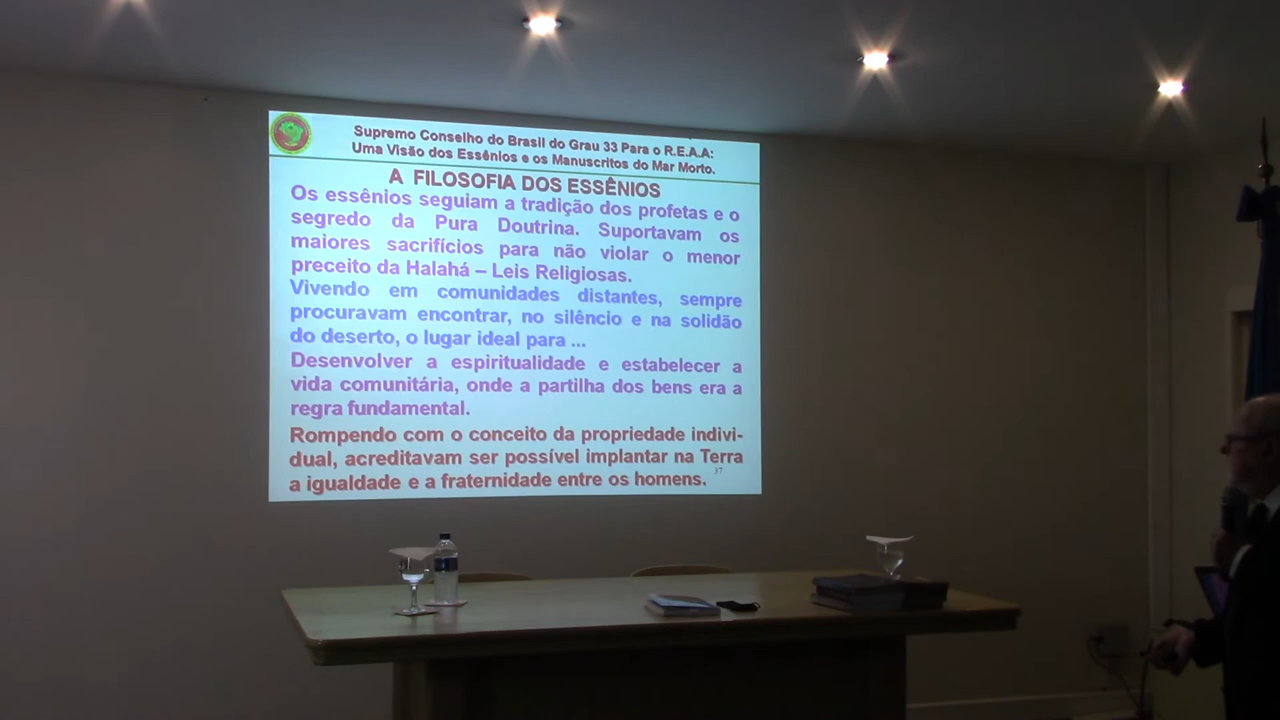 Supremo Conselho do Brasil do Grau 33 Para o R.E.A.A:
Uma Visão dos Essênios e os Manuscritos do Mar Morto.
A FILOSOFIA DOS ESSÊNIOS
Os essênios seguiam a tradição dos profetas e o
segredo da Pura Doutrina. Suportavam os
maiores sacrifícios para não violar o menor
preceito da Halahá – Leis Religiosas.
Vivendo em comunidades distantes, sempre
procuravam encontrar, no silêncio e na solidão
do deserto, o lugar ideal para ...
Desenvolver a espiritualidade e estabelecer a
vida comunitária, onde a partilha dos bens era a
regra fundamental.
Rompendo com o conceito da propriedade indivi-
dual, acreditavam ser possível implantar na Terra
a igualdade e a fraternidade entre os homens.
37